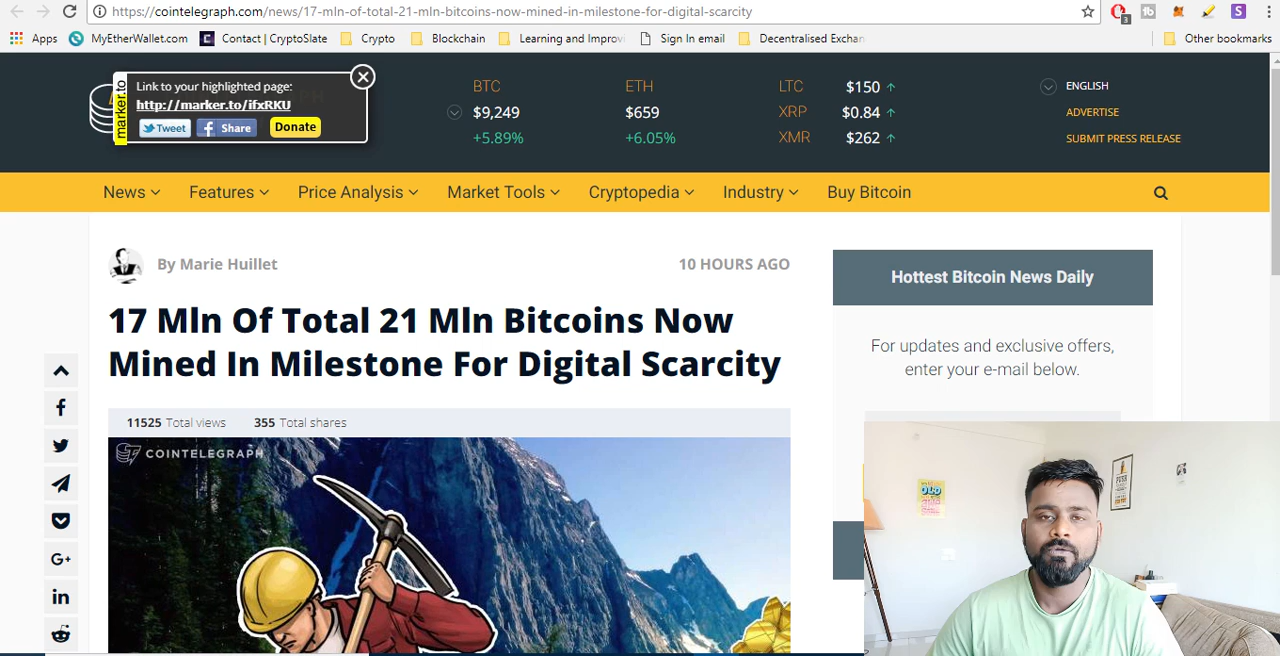 https://cointelegraph.com/news/17-mln-of-total-21-mln-bitcoins-now-mined-in-milestone-for-digital-scarcity
3
S
Apps
MyEtherWallet.com
Contact | CryptoSlate
Crypto
Blockchain
Learning and Improvi
Sign In email
Decentralised Exchan
Other bookmarks
marker.to
Link to your highlighted page:
http://marker.to/ifxRKU
Tweet
Share
Donate
BTC
$9,249
+5.89%
ETH
$659
+6.05%
LTC $150 ↑
XRP $0.84 ↑
XMR $262 ↑
ENGLISH
ADVERTISE
SUBMIT PRESS RELEASE
News
Features
Price Analysis
Market Tools
Cryptopedia
Industry
Buy Bitcoin
By Marie Huillet
10 HOURS AGO
17 Mln Of Total 21 Mln Bitcoins Now
Mined In Milestone For Digital Scarcity
11525 Total views
355 Total shares
COINTELEGRAPH
G+
in
Hottest Bitcoin News Daily
For updates and exclusive offers,
enter your e-mail below.
OLD